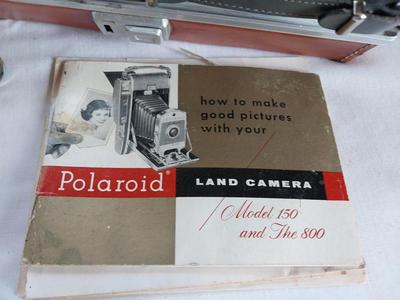 how to make
good pictures
with your
Polaroid® LAND CAMERA
Model 150
and The 800